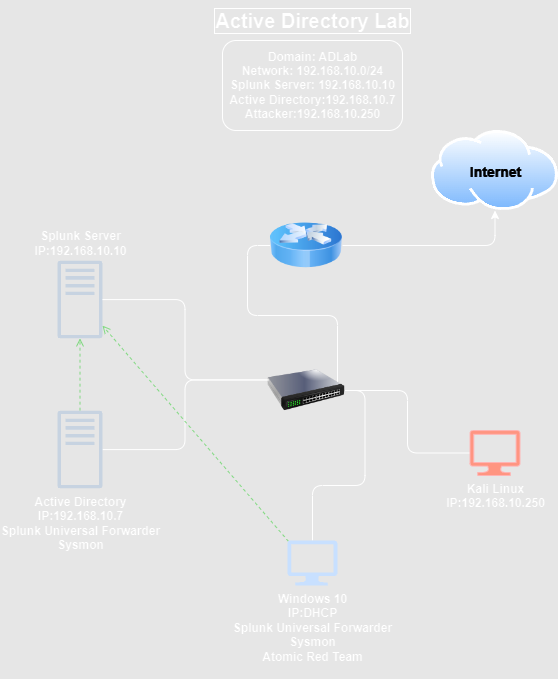 Active Directory Lab
Domain: ADLab
Network: 192.168.10.0/24
Splunk Server: 192.168.10.10
Active Directory:192.168.10.7
Attacker:192.168.10.250
Internet
Splunk Server
IP:192.168.10.10
Active Directory
IP:192.168.10.7
Splunk Universal Forwarder
Sysmon
Kali Linux
IP:192.168.10.250
Windows 10
IP:DHCP
Splunk Universal Forwarder
Sysmon
Atomic Red Team